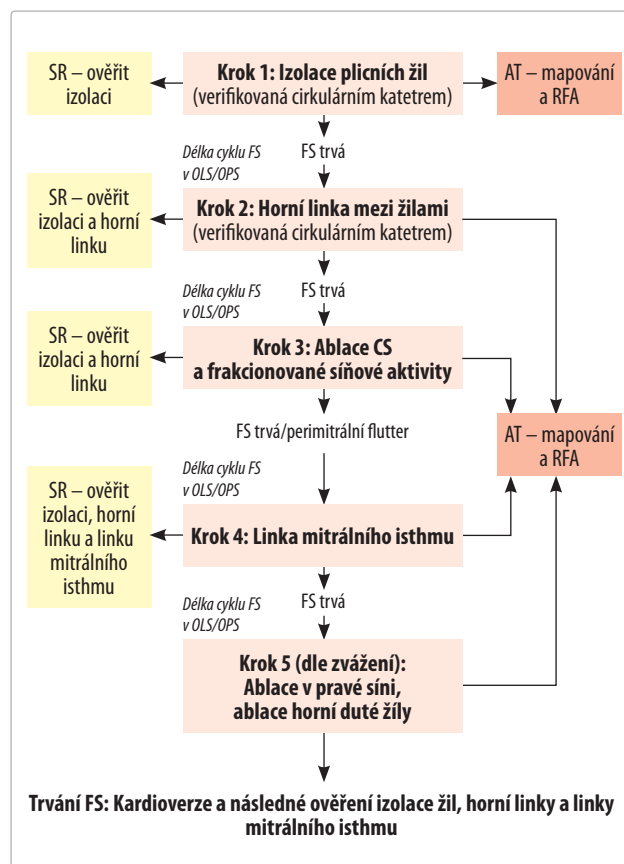 SR – ověřit
izolaci
Krok 1: Izolace plicních žil
(verifikovaná cirkulárním katetrem)
AT – mapování
a RFA
Délka cyklu FS
v OLS/OPS
FS trvá
SR – ověřit
izolaci a horní
linku
Krok 2: Horní linka mezi žilami
(verifikovaná cirkulárním katetrem)
Délka cyklu FS
v OLS/OPS
FS trvá
SR – ověřit
izolaci a horní
linku
Krok 3: Ablace CS
a frakcionované síňové aktivity
FS trvá/perimitrální flutter
AT – mapování
a RFA
Délka cyklu FS
v OLS/OPS
SR – ověřit
izolaci, horní
linku a linku
mitrálního
isthmu
Krok 4: Linka mitrálního isthmu
Délka cyklu FS
v OLS/OPS
FS trvá
Krok 5 (dle zvážení):
Ablace v pravé síni,
ablace horní duté žíly
Trvání FS: Kardioverze a následné ověření izolace žil, horní linky a linky
mitrálního isthmu